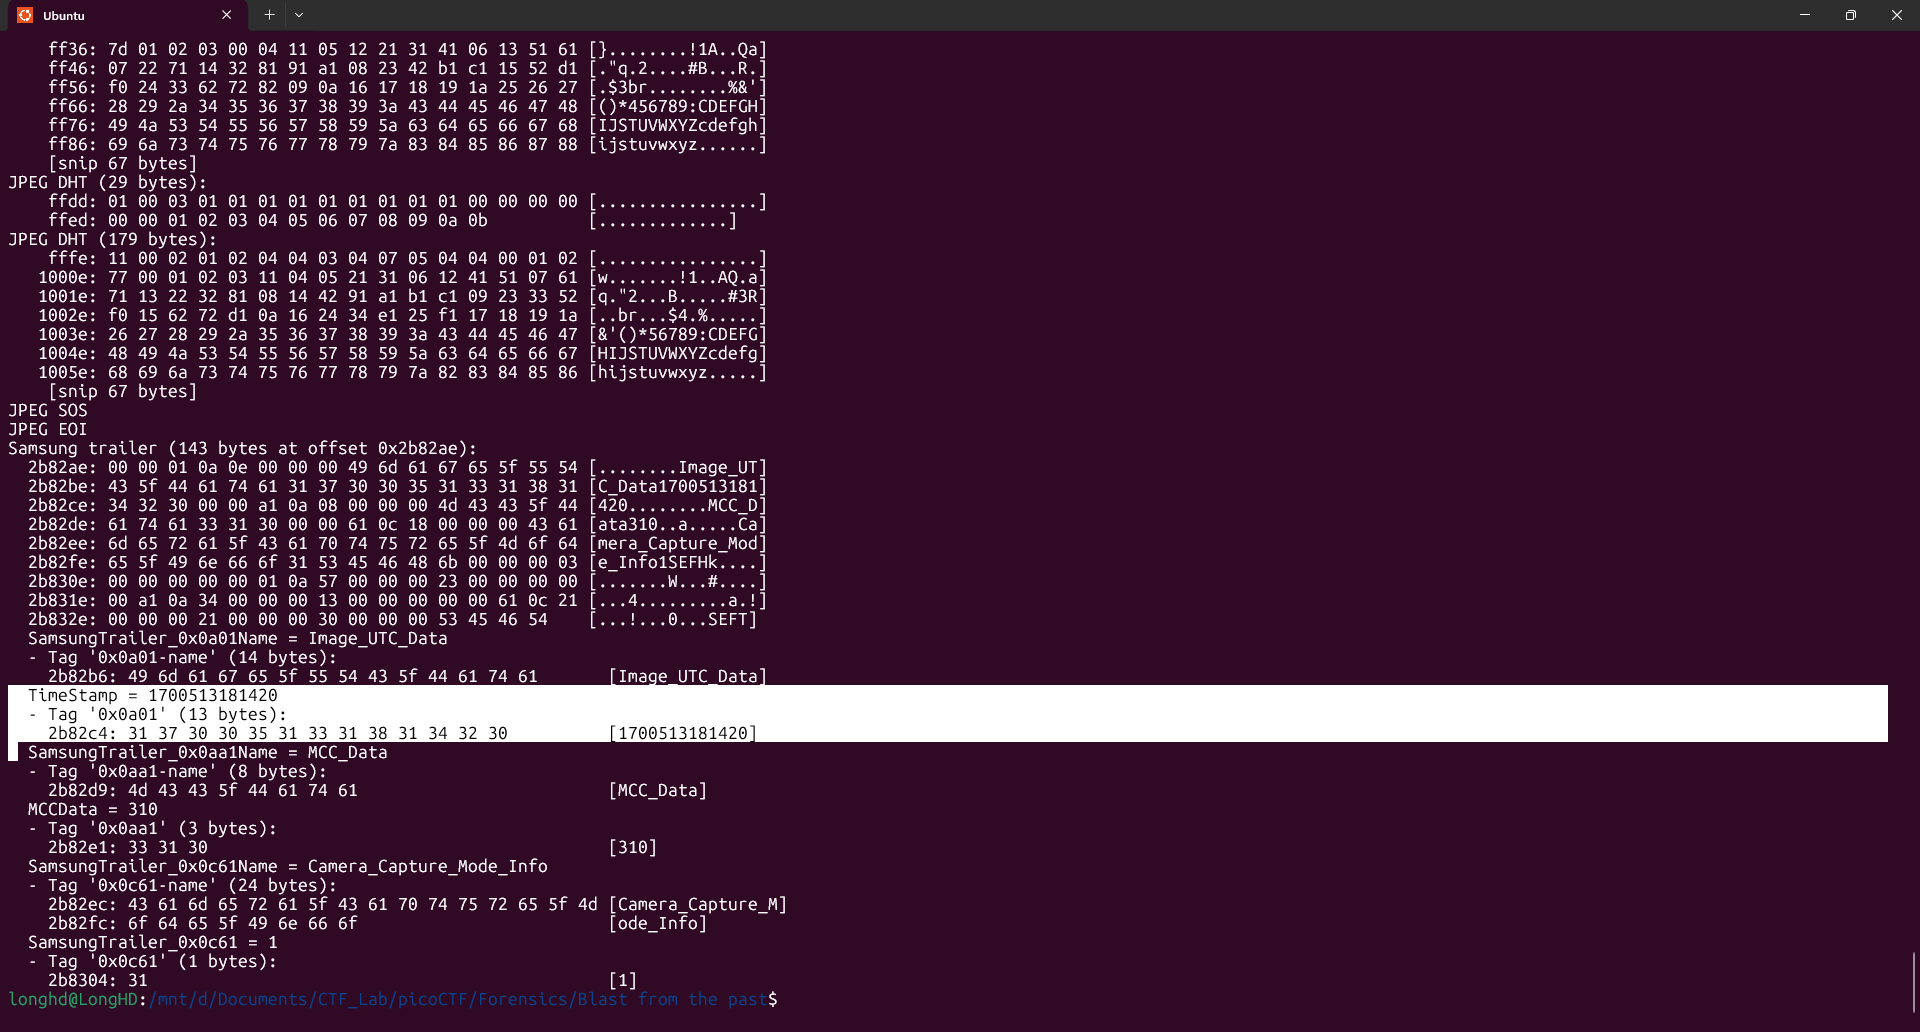 Ubuntu
    ff36: 7d 01 02 03 00 04 11 05 12 21 31 41 06 13 51 61 [}........!1A..Qa]
    ff46: 07 22 71 14 32 81 91 a1 08 23 42 b1 c1 15 52 d1 [."q.2....#B...R.]
    ff56: f0 24 33 62 72 82 09 0a 16 17 18 19 1a 25 26 27 [.$3br........%&']
    ff66: 28 29 2a 34 35 36 37 38 39 3a 43 44 45 46 47 48 [()*456789:CDEFGH]
    ff76: 49 4a 53 54 55 56 57 58 59 5a 63 64 65 66 67 68 [IJSTUVWXYZcdefgh]
    ff86: 69 6a 73 74 75 76 77 78 79 7a 83 84 85 86 87 88 [ijstuvwxyz......]
    [snip 67 bytes]
JPEG DHT (29 bytes):
    ffdd: 01 00 03 01 01 01 01 01 01 01 01 01 00 00 00 00 [................]
    ffed: 00 00 01 02 03 04 05 06 07 08 09 0a 0b          [.............]
JPEG DHT (179 bytes):
    fffe: 11 00 02 01 02 04 04 03 04 07 05 04 04 00 01 02 [................]
   1000e: 77 00 01 02 03 11 04 05 21 31 06 12 41 51 07 61 [w.......!1..AQ.a]
   1001e: 71 13 22 32 81 08 14 42 91 a1 b1 c1 09 23 33 52 [q."2...B.....#3R]
   1002e: f0 15 62 72 d1 0a 16 24 34 e1 25 f1 17 18 19 1a [..br...$4.%.....]
   1003e: 26 27 28 29 2a 35 36 37 38 39 3a 43 44 45 46 47 [&'()*56789:CDEFG]
   1004e: 48 49 4a 53 54 55 56 57 58 59 5a 63 64 65 66 67 [HIJSTUVWXYZcdefg]
   1005e: 68 69 6a 73 74 75 76 77 78 79 7a 82 83 84 85 86 [hijstuvwxyz.....]
    [snip 67 bytes]
JPEG SOS
JPEG EOI
Samsung trailer (143 bytes at offset 0x2b82ae):
  2b82ae: 00 00 01 0a 0e 00 00 00 49 6d 61 67 65 5f 55 54 [........Image_UT]
  2b82be: 43 5f 44 61 74 61 31 37 30 30 35 31 33 31 38 31 [C_Data1700513181]
  2b82ce: 34 32 30 00 00 a1 0a 08 00 00 00 4d 43 43 5f 44 [420........MCC_D]
  2b82de: 61 74 61 33 31 30 00 00 61 0c 18 00 00 00 43 61 [ata310..a.....Ca]
  2b82ee: 6d 65 72 61 5f 43 61 70 74 75 72 65 5f 4d 6f 64 [mera_Capture_Mod]
  2b82fe: 65 5f 49 6e 66 6f 31 53 45 46 48 6b 00 00 00 03 [e_Info1SEFHk....]
  2b830e: 00 00 00 00 00 01 0a 57 00 00 00 23 00 00 00 00 [.......W...#....]
  2b831e: 00 a1 0a 34 00 00 00 13 00 00 00 00 00 61 0c 21 [...4.........a.!]
  2b832e: 00 00 00 21 00 00 00 30 00 00 00 53 45 46 54    [...!...0...SEFT]
  SamsungTrailer_0x0a01Name = Image_UTC_Data
  - Tag '0x0a01-name' (14 bytes):
    2b82b6: 49 6d 61 67 65 5f 55 54 43 5f 44 61 74 61       [Image_UTC_Data]
  TimeStamp = 1700513181420
  - Tag '0x0a01' (13 bytes):
    2b82c4: 31 37 30 30 35 31 33 31 38 31 34 32 30          [1700513181420]
  SamsungTrailer_0x0aa1Name = MCC_Data
  - Tag '0x0aa1-name' (8 bytes):
    2b82d9: 4d 43 43 5f 44 61 74 61                         [MCC_Data]
  MCCData = 310
  - Tag '0x0aa1' (3 bytes):
    2b82e1: 33 31 30                                        [310]
  SamsungTrailer_0x0c61Name = Camera_Capture_Mode_Info
  - Tag '0x0c61-name' (24 bytes):
    2b82ec: 43 61 6d 65 72 61 5f 43 61 70 74 75 72 65 5f 4d [Camera_Capture_M]
    2b82fc: 6f 64 65 5f 49 6e 66 6f                         [ode_Info]
  SamsungTrailer_0x0c61 = 1
  - Tag '0x0c61' (1 bytes):
    2b8304: 31                                              [1]
longhd@LongHD:/mnt/d/Documents/CTF_Lab/picoCTF/Forensics/Blast from the past$